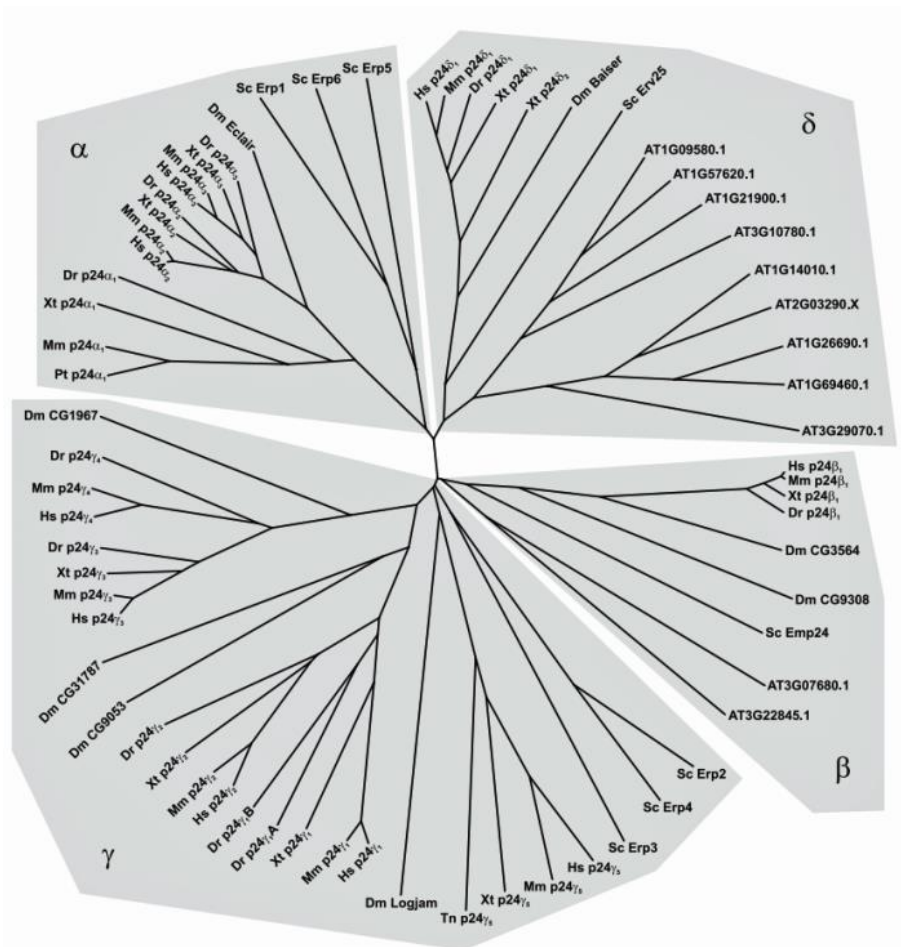 α
Sc Erp1
Sc Erp6
Sc Erp5
Dm Eclair
Dr p24α₃
Xt p24α₃
Mm p24α₃
Hs p24α₃
Dr p24α₂
Xt p24α₂
Mm p24α₂
Hs p24α₂
Dr p24α₁
Xt p24α₁
Mm p24α₁
Pt p24α₁
δ
Hs p24δ₁
Mm p24δ₁
Dr p24δ₁
Xt p24δ₁
Xt p24δ₂
Dm Baiser
Sc Erv25
AT1G09580.1
AT1G57620.1
AT1G21900.1
AT3G10780.1
AT1G14010.1
AT2G03290.X
AT1G26690.1
AT1G69460.1
AT3G29070.1
Hs p24β₁
Mm p24β₁
Xt p24β₁
Dr p24β₁
Dm CG3564
Dm CG9308
Sc Emp24
AT3G07680.1
AT3G22845.1
β
Dm CG1967
Dr p24γ₄
Mm p24γ₄
Hs p24γ₄
Dr p24γ₃
Xt p24γ₃
Mm p24γ₃
Hs p24γ₃
Dm CG31787
Dm CG9053
Dr p24γ₂
Xt p24γ₂
Mm p24γ₂
Hs p24γ₂
Dr p24γ₁B
Dr p24γ₁A
Xt p24γ₁
Mm p24γ₁
Hs p24γ₁
Dm Logjam
Tn p24γ₅
Xt p24γ₅
Mm p24γ₅
Hs p24γ₅
Sc Erp3
Sc Erp4
Sc Erp2
γ